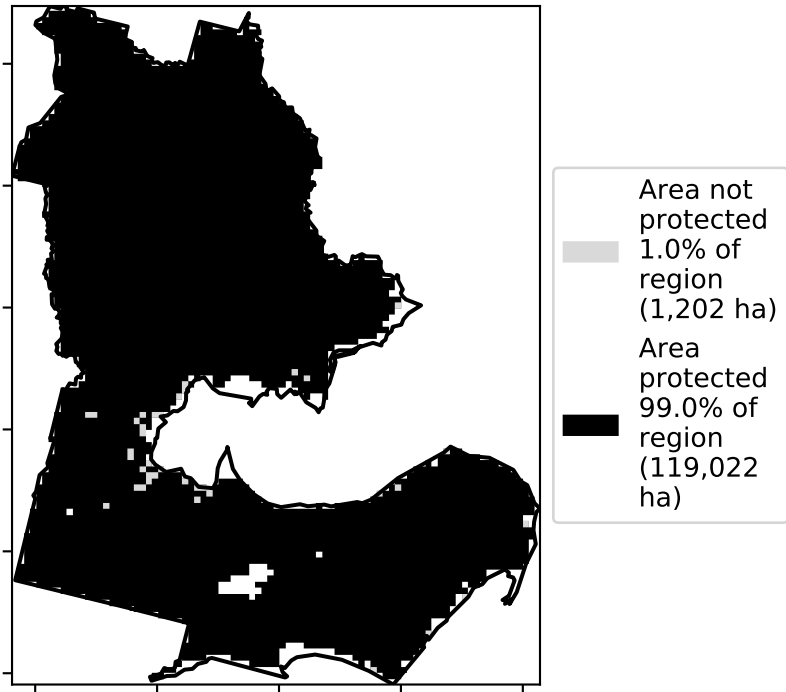 Area not
protected
1.0% of
region
(1,202 ha)
Area
protected
99.0% of
region
(119,022
ha)